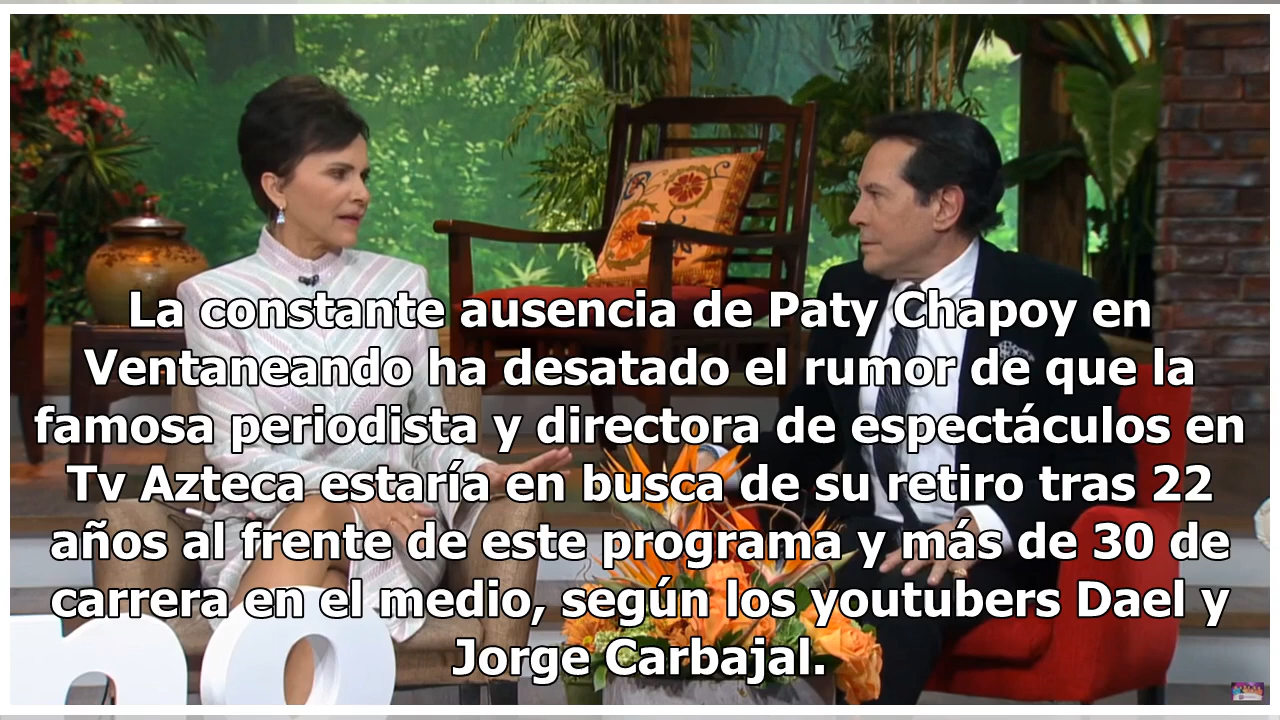 La constante ausencia de Paty Chapoy en
Ventaneando ha desatado el rumor de que la
famosa periodista y directora de espectáculos en
Tv Azteca estaría en busca de su retiro tras 22
años al frente de este programa y más de 30 de
carrera en el medio, según los youtubers Dael y
Jorge Carbajal.
no